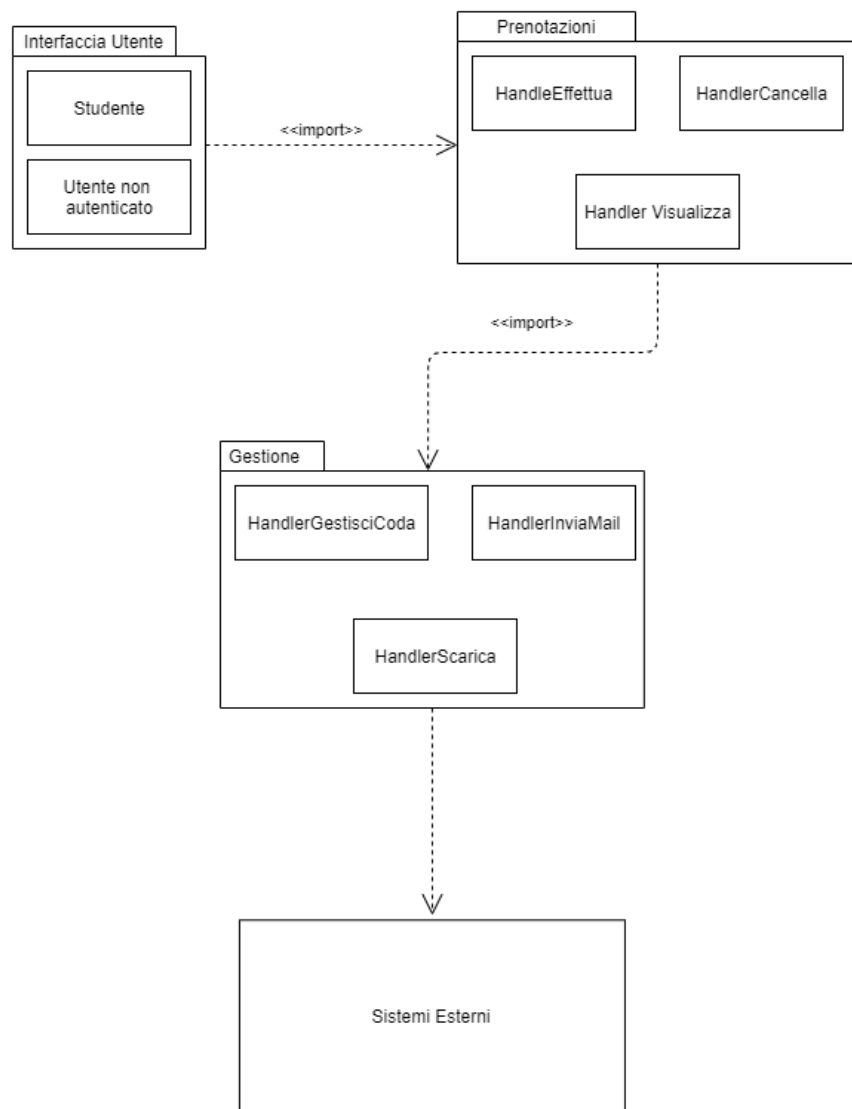 Interfaccia Utente
Studente
Utente non
autenticato
<<import>>
Prenotazioni
HandleEffettua
HandlerCancella
Handler Visualizza
<<import>>
Gestione
HandlerGestisciCoda
HandlerInviaMail
HandlerScarica
Sistemi Esterni